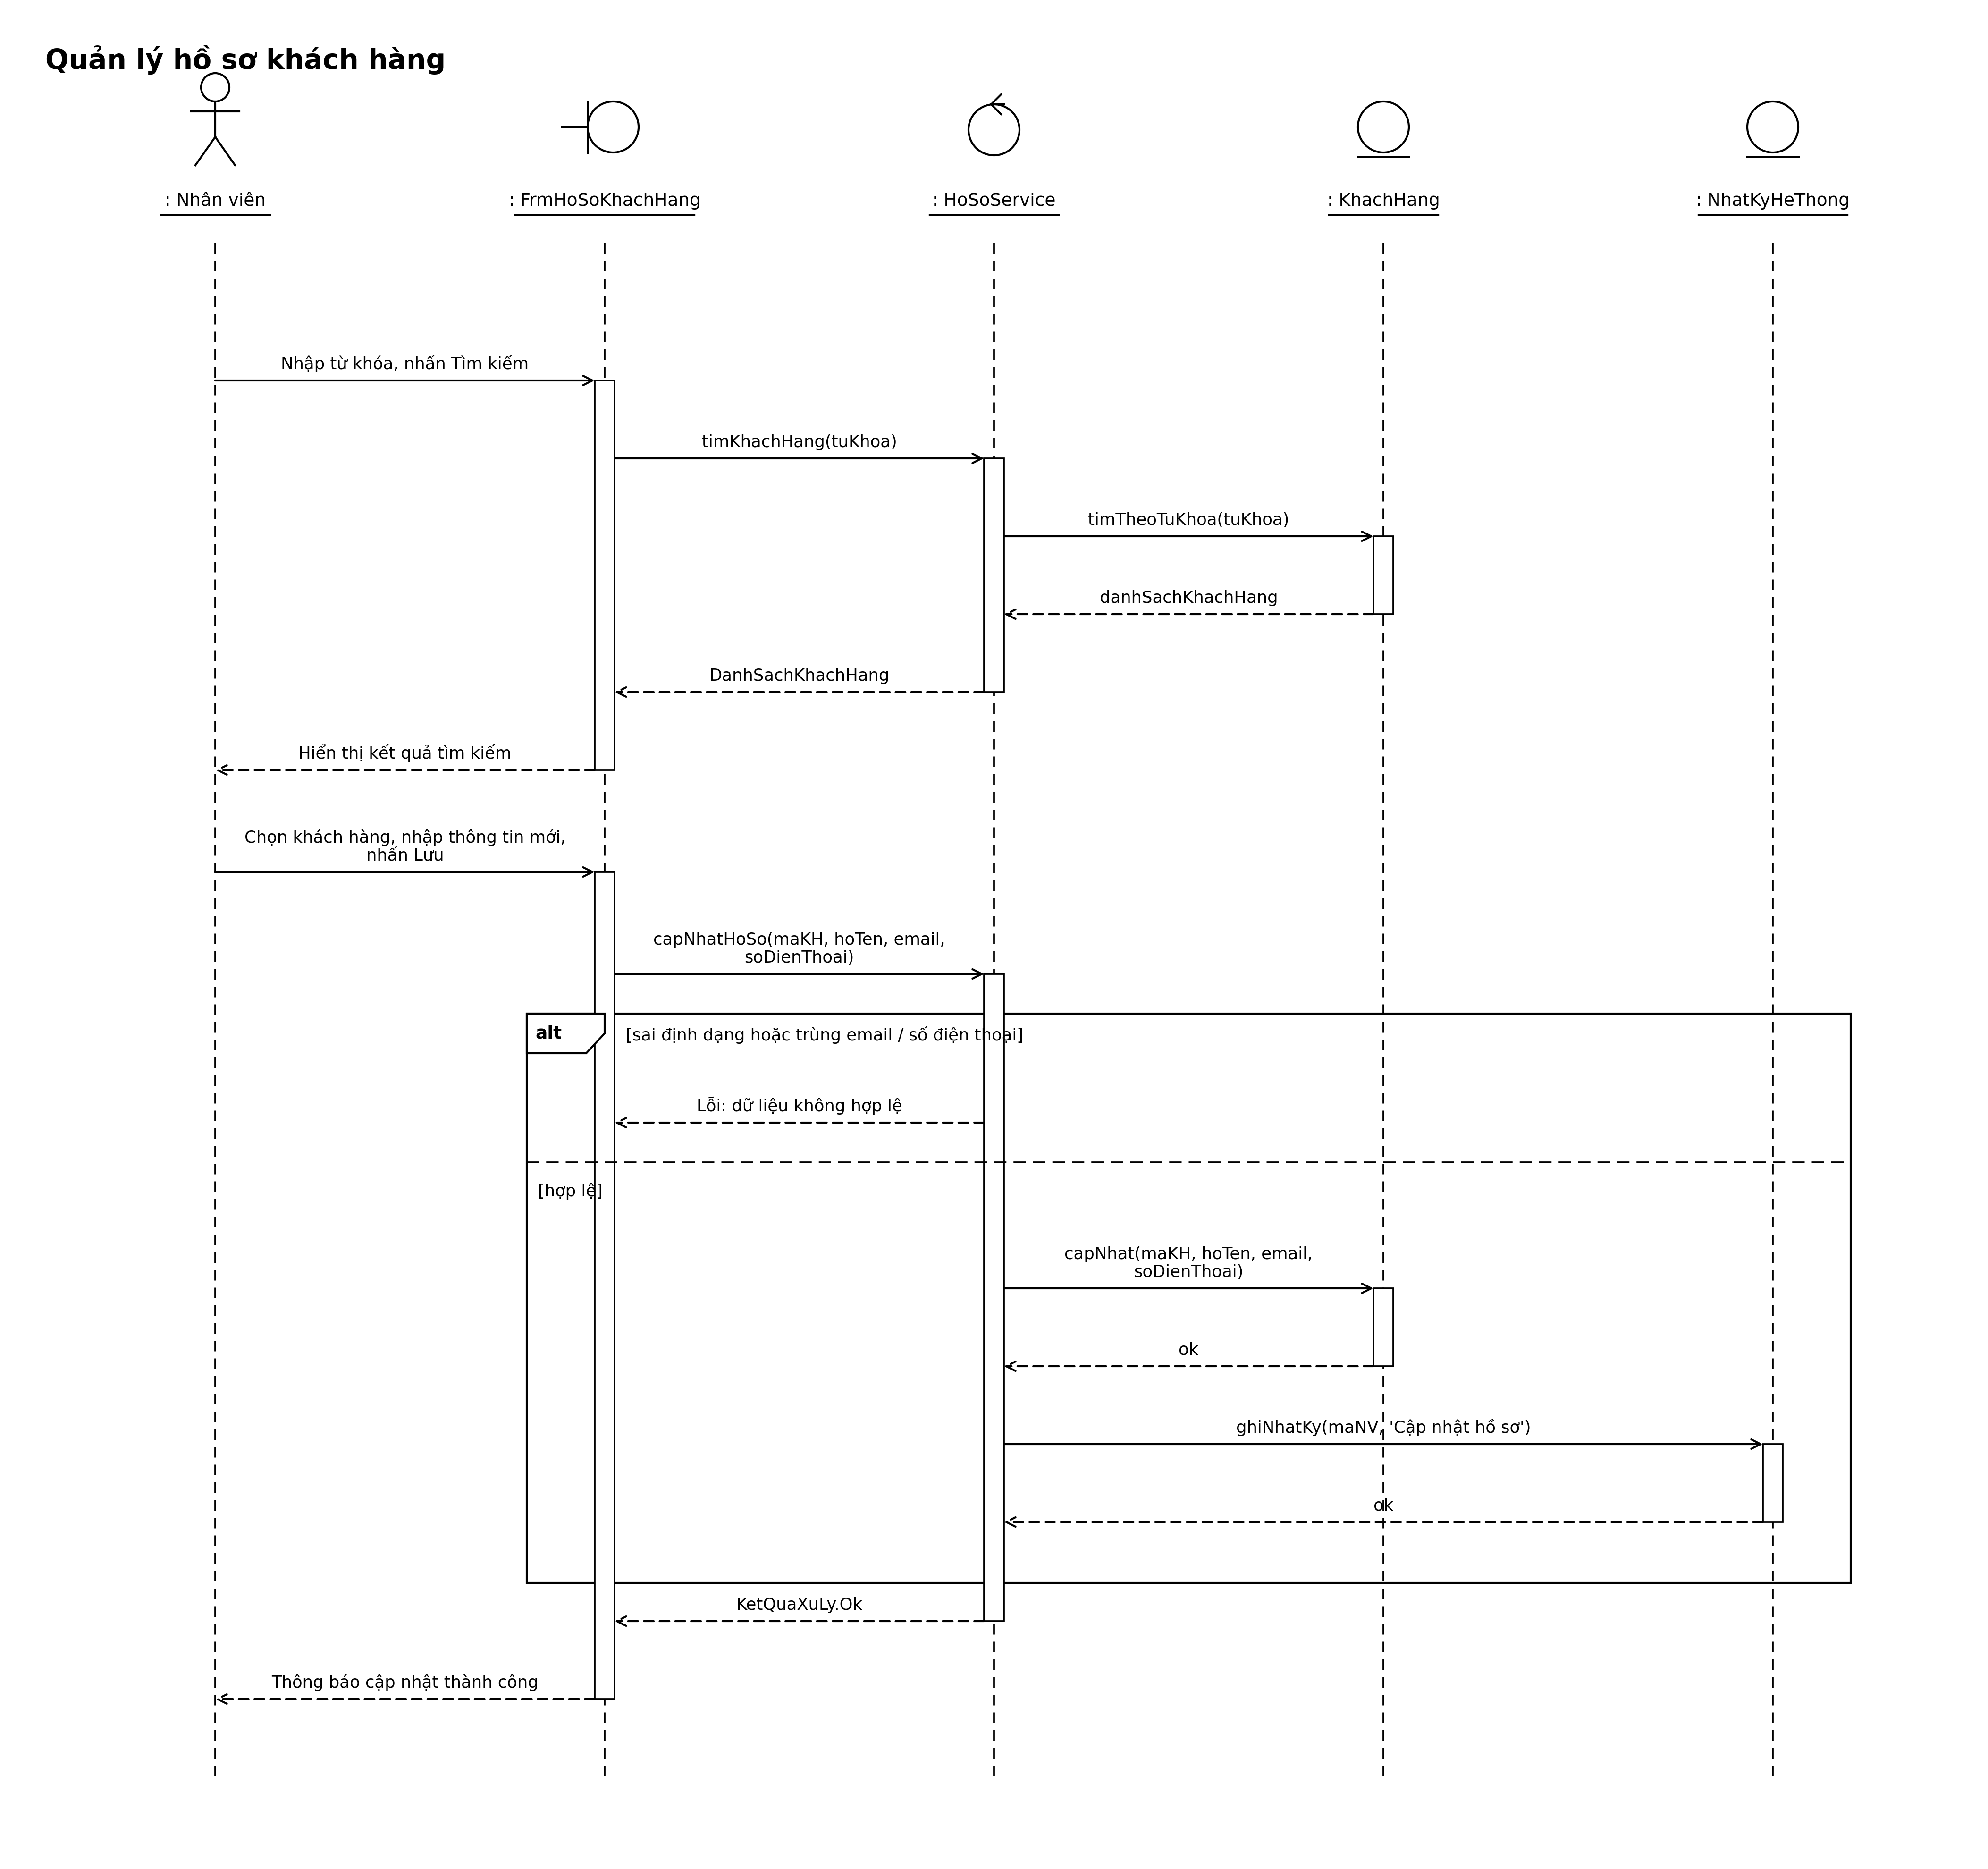 Quản lý hồ sơ khách hàng
: Nhân viên
: FrmHoSoKhachHang
: HoSoService
: KhachHang
: NhatKyHeThong
Nhập từ khóa, nhấn Tìm kiếm
timKhachHang(tuKhoa)
timTheoTuKhoa(tuKhoa)
danhSachKhachHang
DanhSachKhachHang
Hiển thị kết quả tìm kiếm
Chọn khách hàng, nhập thông tin mới,
nhấn Lưu
capNhatHoSo(maKH, hoTen, email,
soDienThoai)
alt
[sai định dạng hoặc trùng email / số điện thoại]
Lỗi: dữ liệu không hợp lệ
[hợp lệ]
capNhat(maKH, hoTen, email,
soDienThoai)
ok
ghiNhatKy(maNV, 'Cập nhật hồ sơ')
ok
KetQuaXuLy.Ok
Thông báo cập nhật thành công